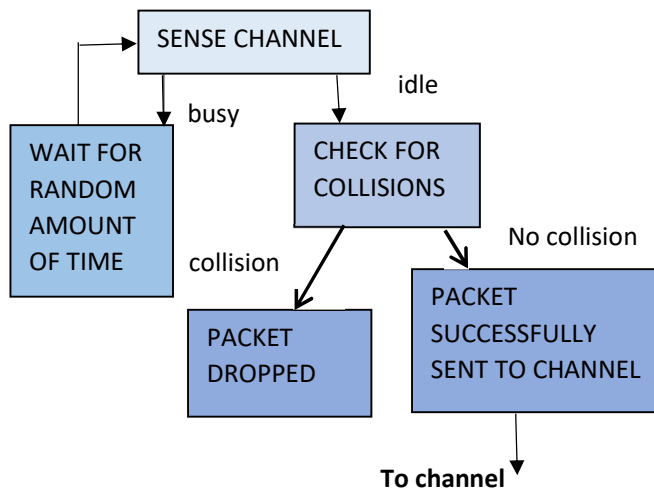 SENSE CHANNEL
idle
busy
WAIT FOR
RANDOM
AMOUNT
OF TIME
CHECK FOR
COLLISIONS
collision
No collision
PACKET
DROPPED
PACKET
SUCCESSFULLY
SENT TO CHANNEL
To channel